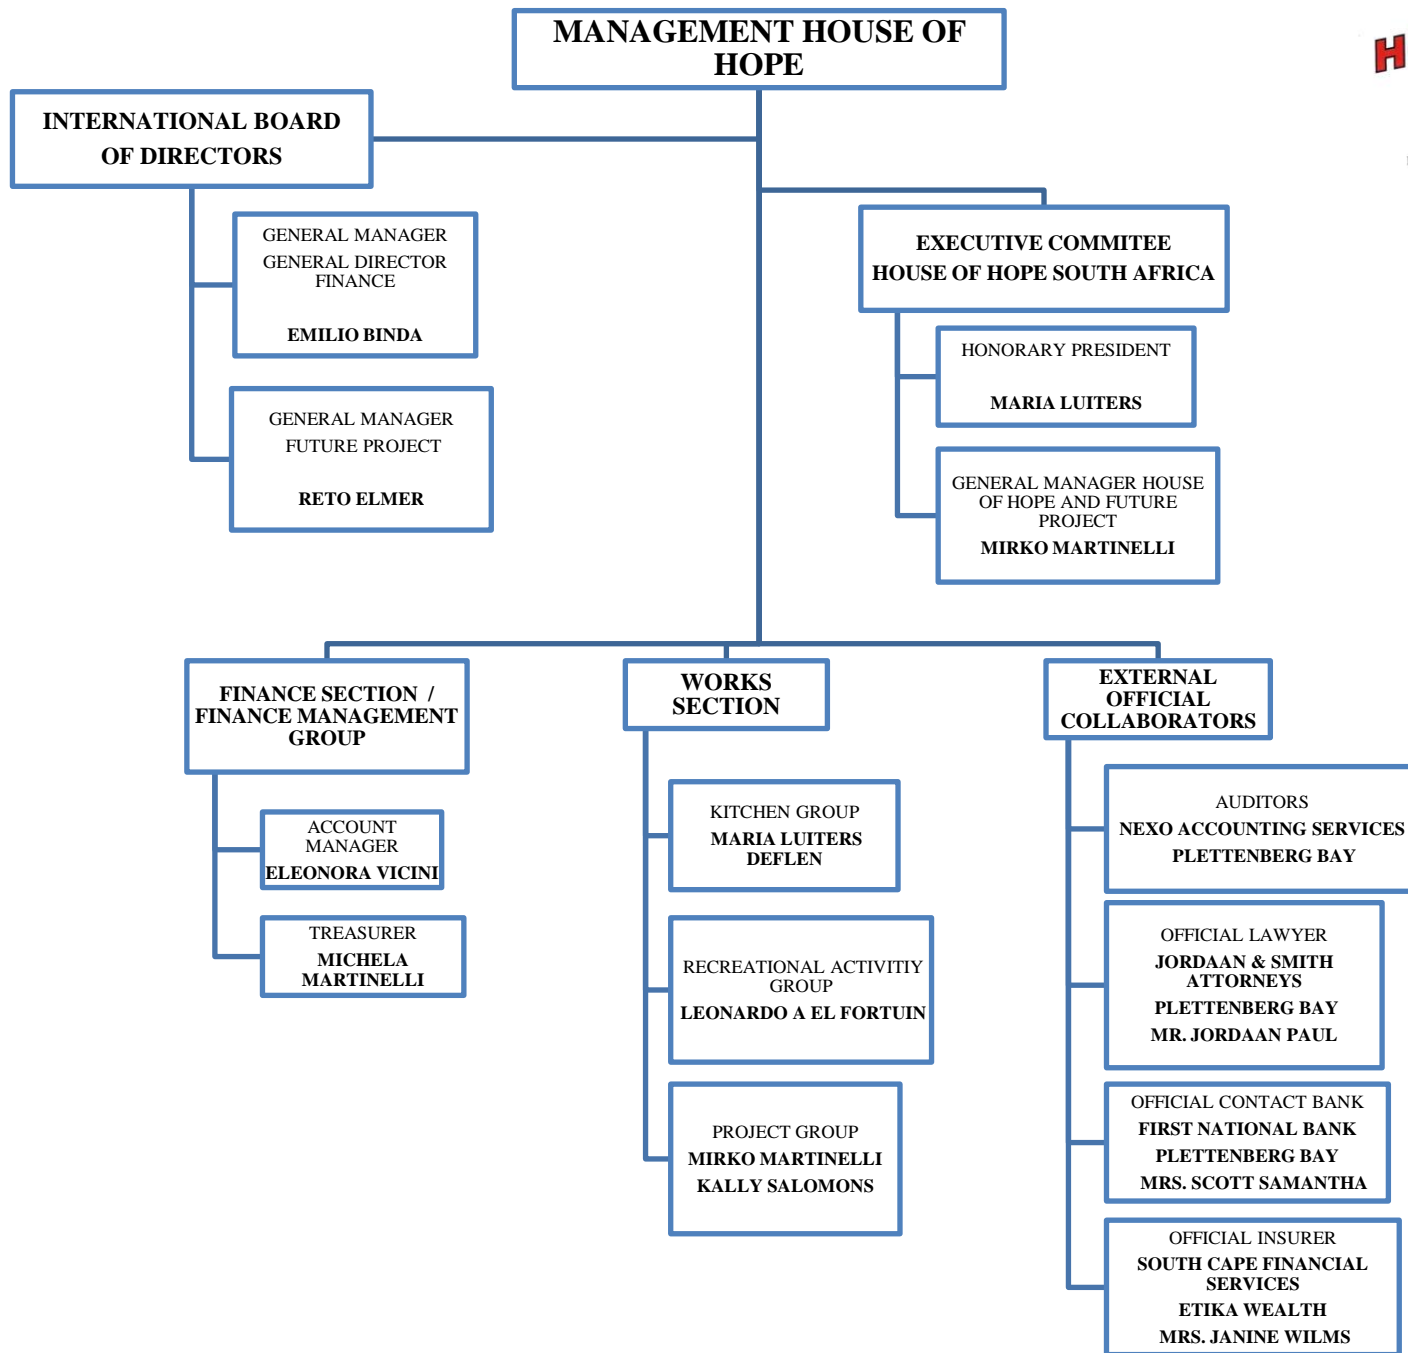 MANAGEMENT HOUSE OF
HOPE
H
INTERNATIONAL BOARD
OF DIRECTORS
GENERAL MANAGER
GENERAL DIRECTOR
FINANCE
EMILIO BINDA
GENERAL MANAGER
FUTURE PROJECT
RETO ELMER
EXECUTIVE COMMITEE
HOUSE OF HOPE SOUTH AFRICA
HONORARY PRESIDENT
MARIA LUITERS
GENERAL MANAGER HOUSE
OF HOPE AND FUTURE
PROJECT
MIRKO MARTINELLI
FINANCE SECTION /
FINANCE MANAGEMENT
GROUP
ACCOUNT
MANAGER
ELEONORA VICINI
TREASURER
MICHELA
MARTINELLI
WORKS
SECTION
KITCHEN GROUP
MARIA LUITERS
DEFLEN
RECREATIONAL ACTIVITIY
GROUP
LEONARDO A EL FORTUIN
PROJECT GROUP
MIRKO MARTINELLI
KALLY SALOMONS
EXTERNAL
OFFICIAL
COLLABORATORS
AUDITORS
NEXO ACCOUNTING SERVICES
PLETTENBERG BAY
OFFICIAL LAWYER
JORDAAN & SMITH
ATTORNEYS
PLETTENBERG BAY
MR. JORDAAN PAUL
OFFICIAL CONTACT BANK
FIRST NATIONAL BANK
PLETTENBERG BAY
MRS. SCOTT SAMANTHA
OFFICIAL INSURER
SOUTH CAPE FINANCIAL
SERVICES
ETIKA WEALTH
MRS. JANINE WILMS